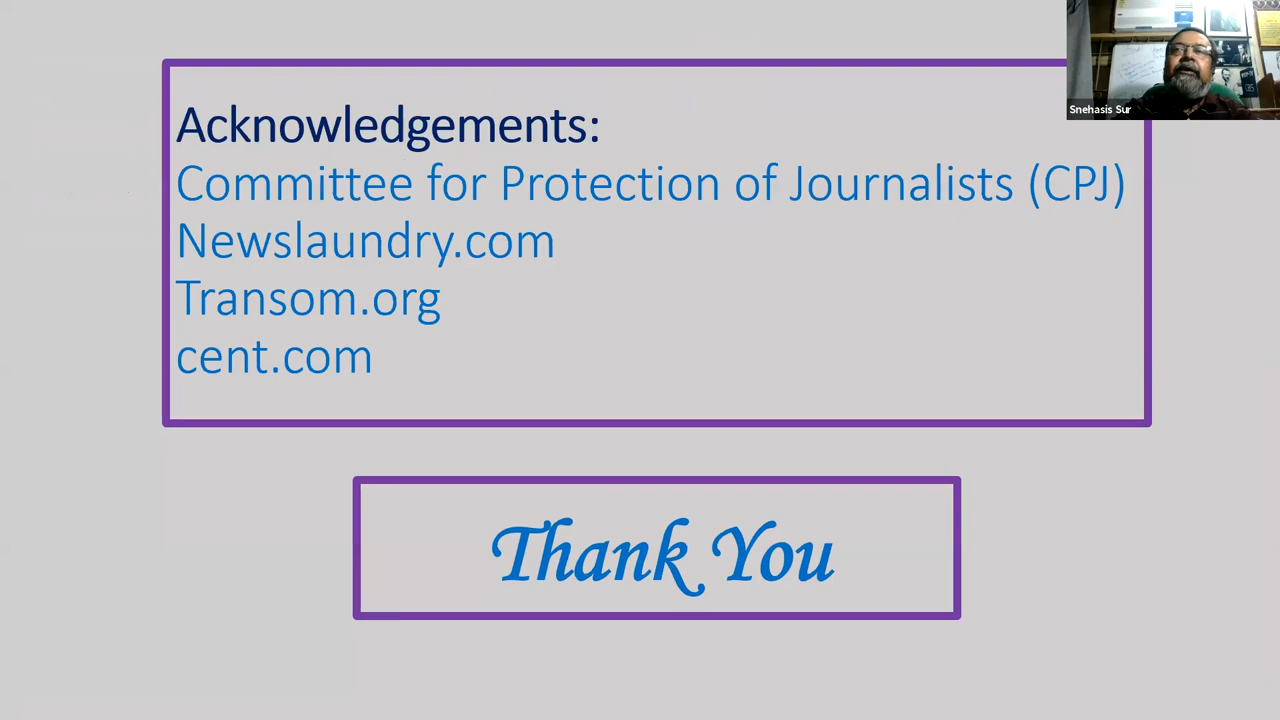 Acknowledgements:
Committee for Protection of Journalists (CPJ)
Newslaundry.com
Transom.org
cent.com
Thank You
Snehasis Sur